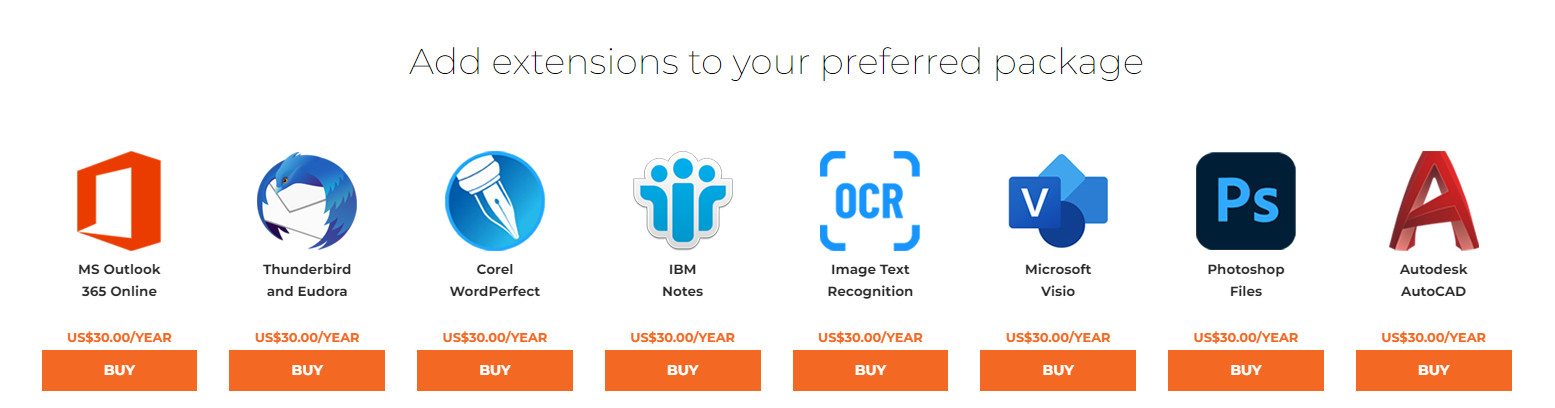 Add extensions to your preferred package
OCR
V
Ps
MS Outlook
365 Online
Thunderbird
and Eudora
Corel
WordPerfect
IBM
Notes
Image Text
Recognition
Microsoft
Visio
Photoshop
Files
Autodesk
AutoCAD
US$30.00/YEAR
US$30.00/YEAR
US$30.00/YEAR
US$30.00/YEAR
US$30.00/YEAR
US$30.00/YEAR
US$30.00/YEAR
US$30.00/YEAR
BUY
BUY
BUY
BUY
BUY
BUY
BUY
BUY